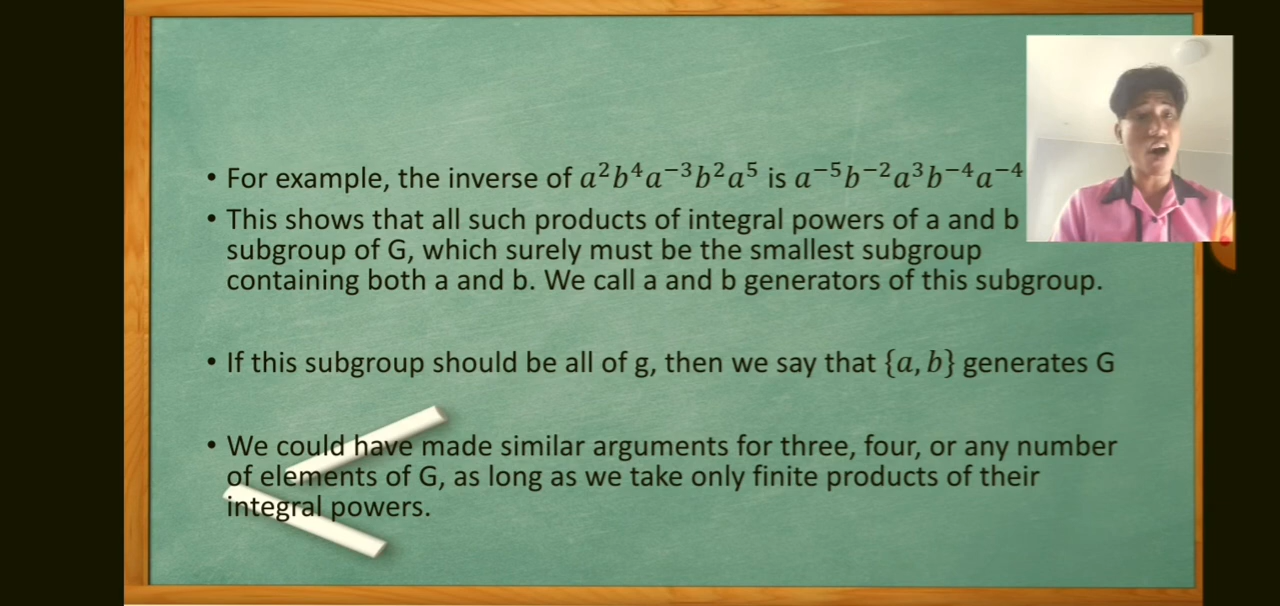 • For example, the inverse of a²b⁴a⁻³b²a⁵ is a⁻⁵b⁻²a³b⁻⁴a⁻⁴
• This shows that all such products of integral powers of a and b
subgroup of G, which surely must be the smallest subgroup
containing both a and b. We call a and b generators of this subgroup.
• If this subgroup should be all of g, then we say that {a, b} generates G
• We could have made similar arguments for three, four, or any number
of elements of G, as long as we take only finite products of their
integral powers.